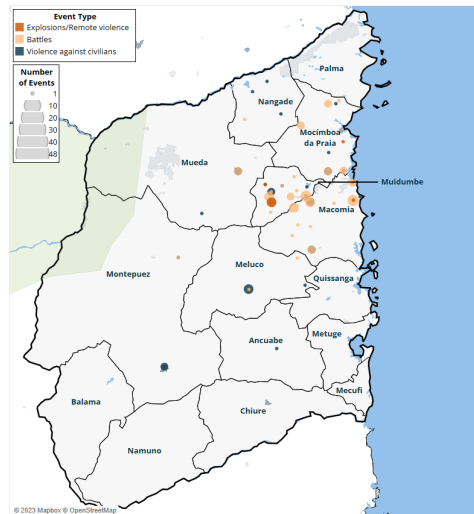 Event Type
Explosions/Remote violence
Battles
Violence against civilians
Number
of Events
1
10
20
30
40
48
Palma
Nangade
Mocímboa
da Praia
Mueda
Muidumbe
Macomia
Meluco
Montepuez
Quissanga
Ancuabe
Metuge
Mecufi
Balama
Chiure
Namuno
© 2023 Mapbox © OpenStreetMap